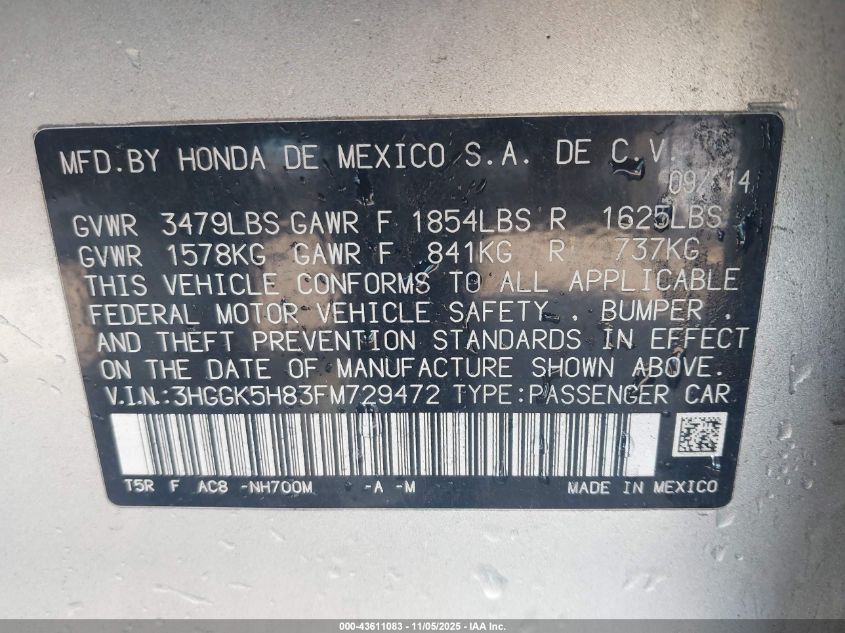 MFD.BY HONDA DE MEXICO S.A. DE C.V.
09/14
GVWR 3479LBS GAWR F 1854LBS R 1625LBS
GVWR 1578KG GAWR F 841KG R 737KG
THIS VEHICLE CONFORMS TO ALL APPLICABLE
FEDERAL MOTOR VEHICLE SAFETY , BUMPER ,
AND THEFT PREVENTION STANDARDS IN EFFECT
ON THE DATE OF MANUFACTURE SHOWN ABOVE.
V.I.N.:3HGGK5H83FM729472 TYPE:PASSENGER CAR
T5R F AC8 -NH700M -A -M MADE IN MEXICO
000-43611083 - 11/05/2025 - IAA Inc.